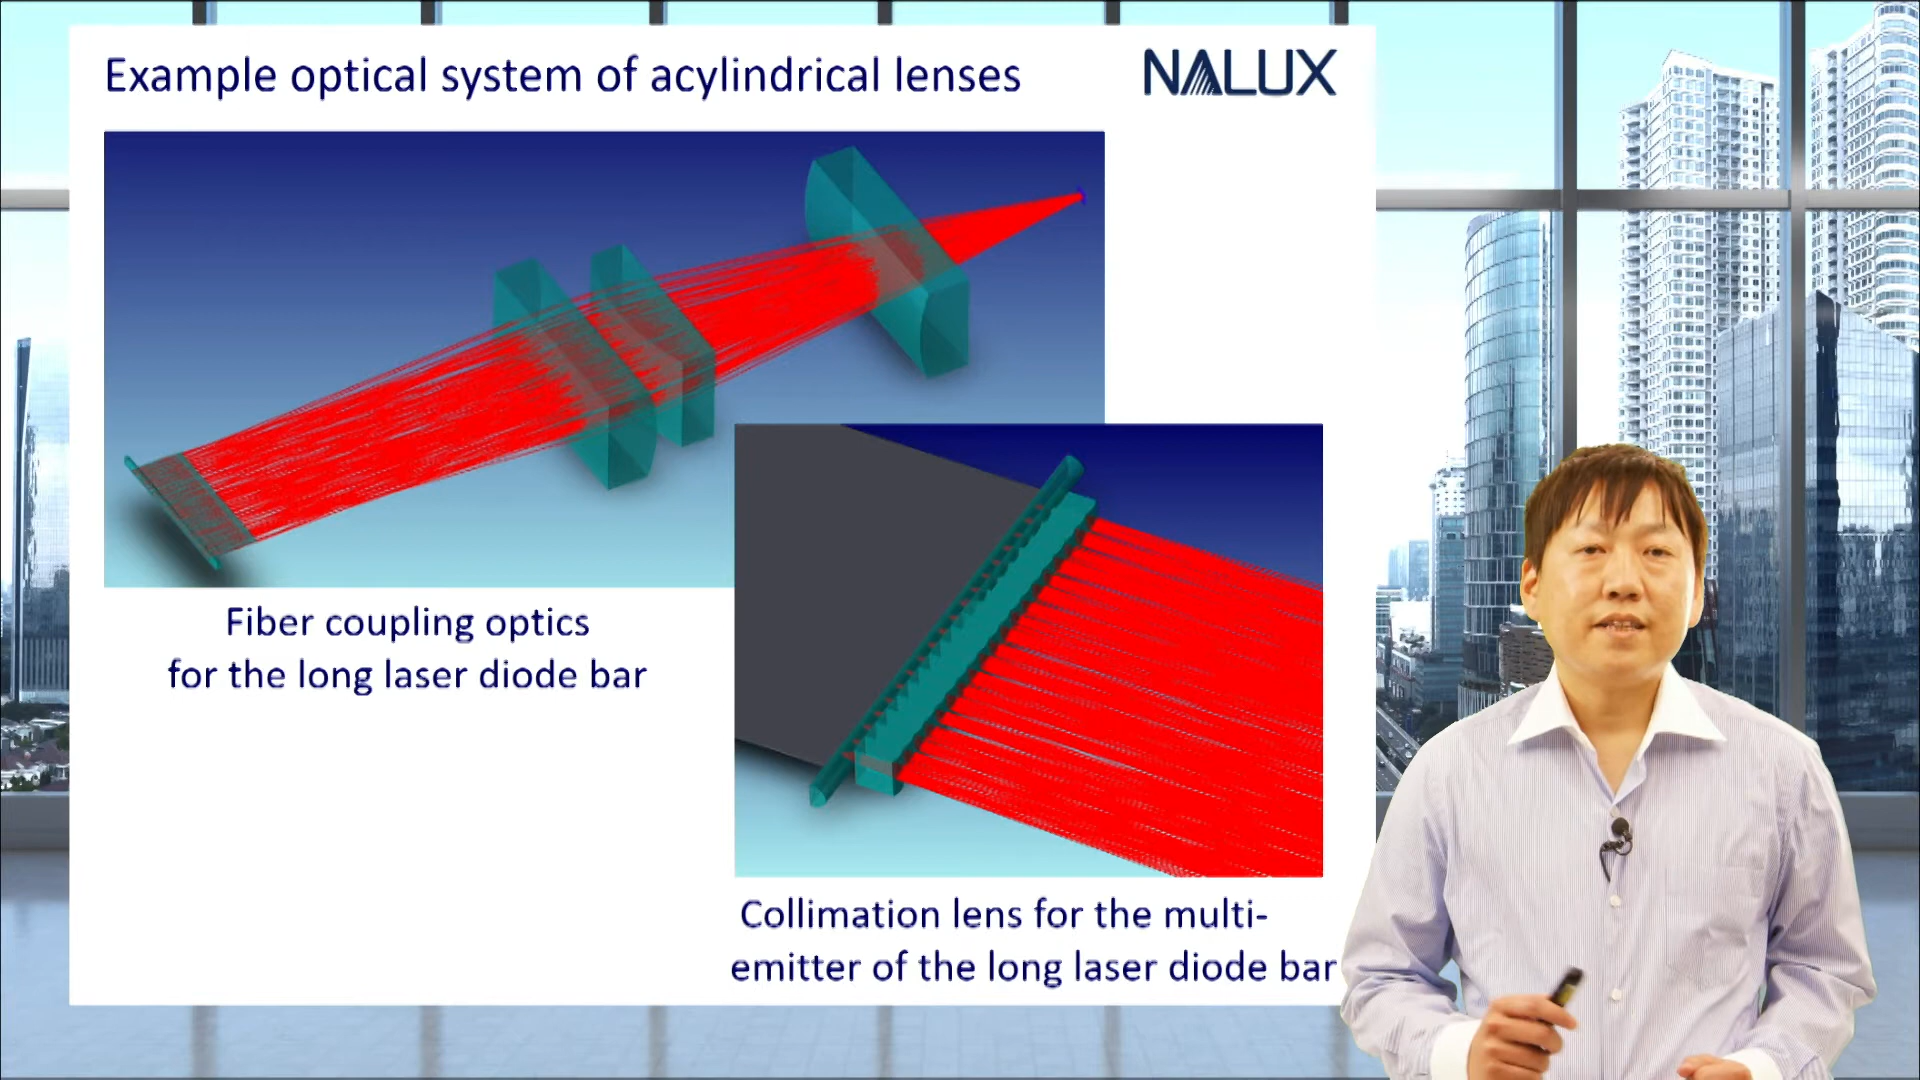 Example optical system of acylindrical lenses
NALUX
Fiber coupling optics
for the long laser diode bar
Collimation lens for the multi-
emitter of the long laser diode bar